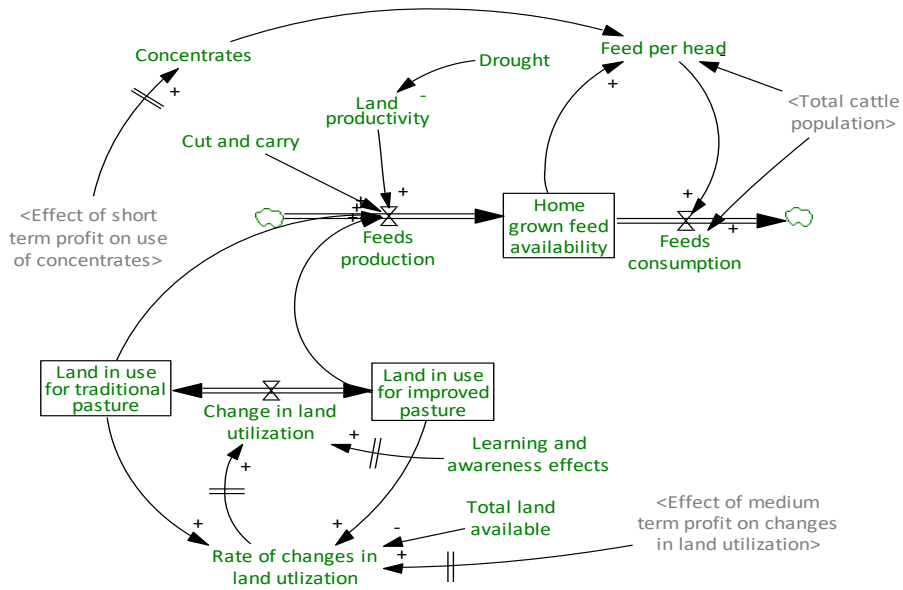 Concentrates
Feed per head
-
Drought
+
+
-
Land
productivity
<Total cattle
population>
Cut and carry
+
+
+
+
+
Home
grown feed
availability
<Effect of short
term profit on use
of concentrates>
Feeds
production
+
Feeds
consumption
Land in use
for traditional
pasture
Land in use
for improved
pasture
Change in land
utilization
+
+
Learning and
awareness effects
Total land
available
<Effect of medium
term profit on changes
in land utilization>
+
+
-
+
Rate of changes in
land utlization